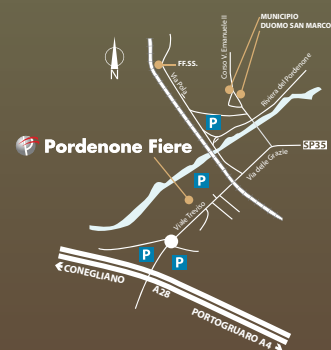 MUNICIPIO
DUOMO SAN MARCO
Corso V. Emanuele II
FF.SS.
Via Pola
Riviera del Pordenone
N
P
Pordenone Fiere
SP35
Via delle Grazie
P
Viale Treviso
P
P
CONEGLIANO
A28
PORTOGRUARO A4